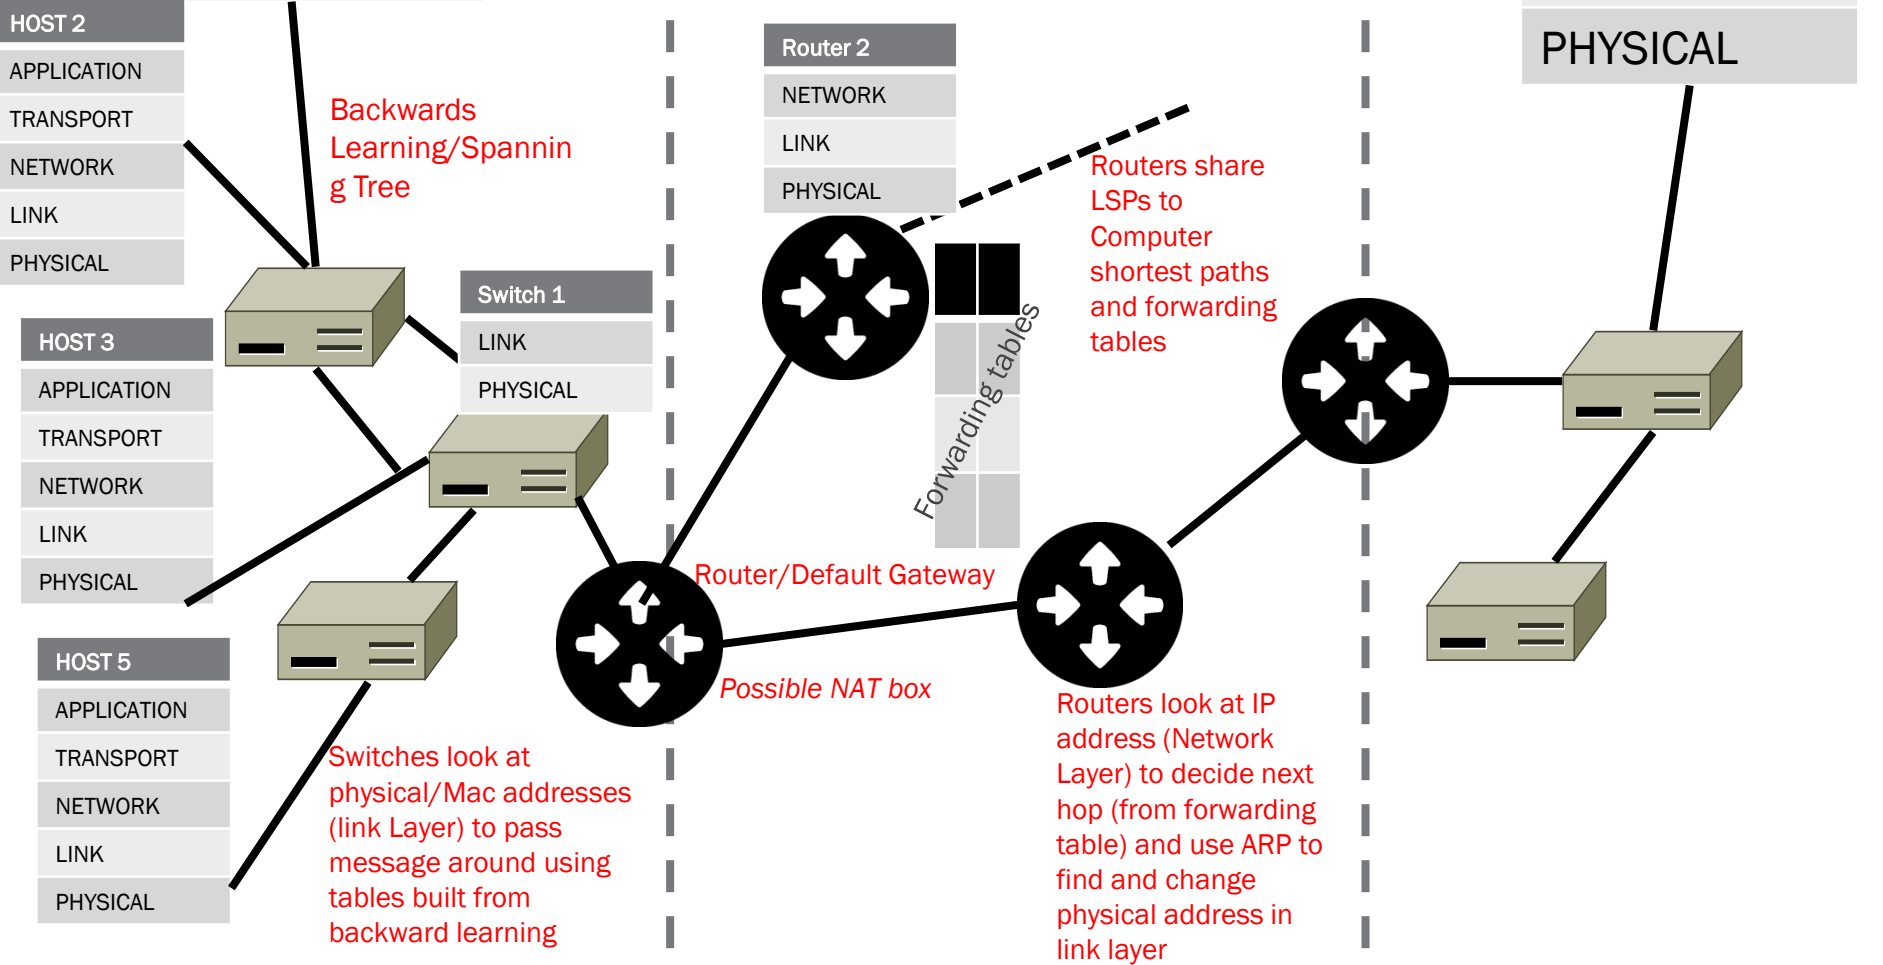 HOST 2
APPLICATION
TRANSPORT
NETWORK
LINK
PHYSICAL
Backwards
Learning/Spannin
g Tree
Switch 1
LINK
PHYSICAL
HOST 3
APPLICATION
TRANSPORT
NETWORK
LINK
PHYSICAL
HOST 5
APPLICATION
TRANSPORT
NETWORK
LINK
PHYSICAL
Switches look at
physical/Mac addresses
(link Layer) to pass
message around using
tables built from
backward learning
Router 2
NETWORK
LINK
PHYSICAL
Forwarding tables
Routers share
LSPs to
Computer
shortest paths
and forwarding
tables
Router/Default Gateway
Possible NAT box
Routers look at IP
address (Network
Layer) to decide next
hop (from forwarding
table) and use ARP to
find and change
physical address in
link layer
PHYSICAL